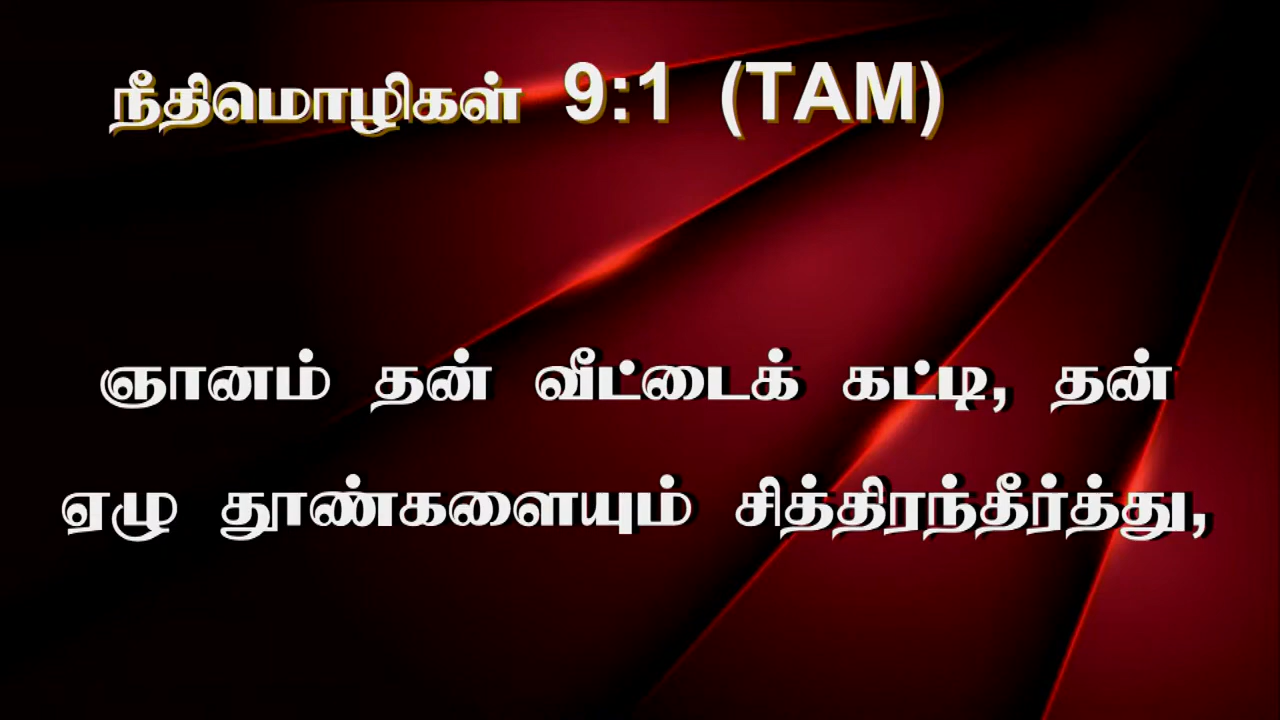 நீதிமொழிகள் 9:1 (TAM)
ஞானம் தன் வீட்டைக் கட்டி, தன்
ஏழு தூண்களையும் சித்திரந்தீர்த்து,